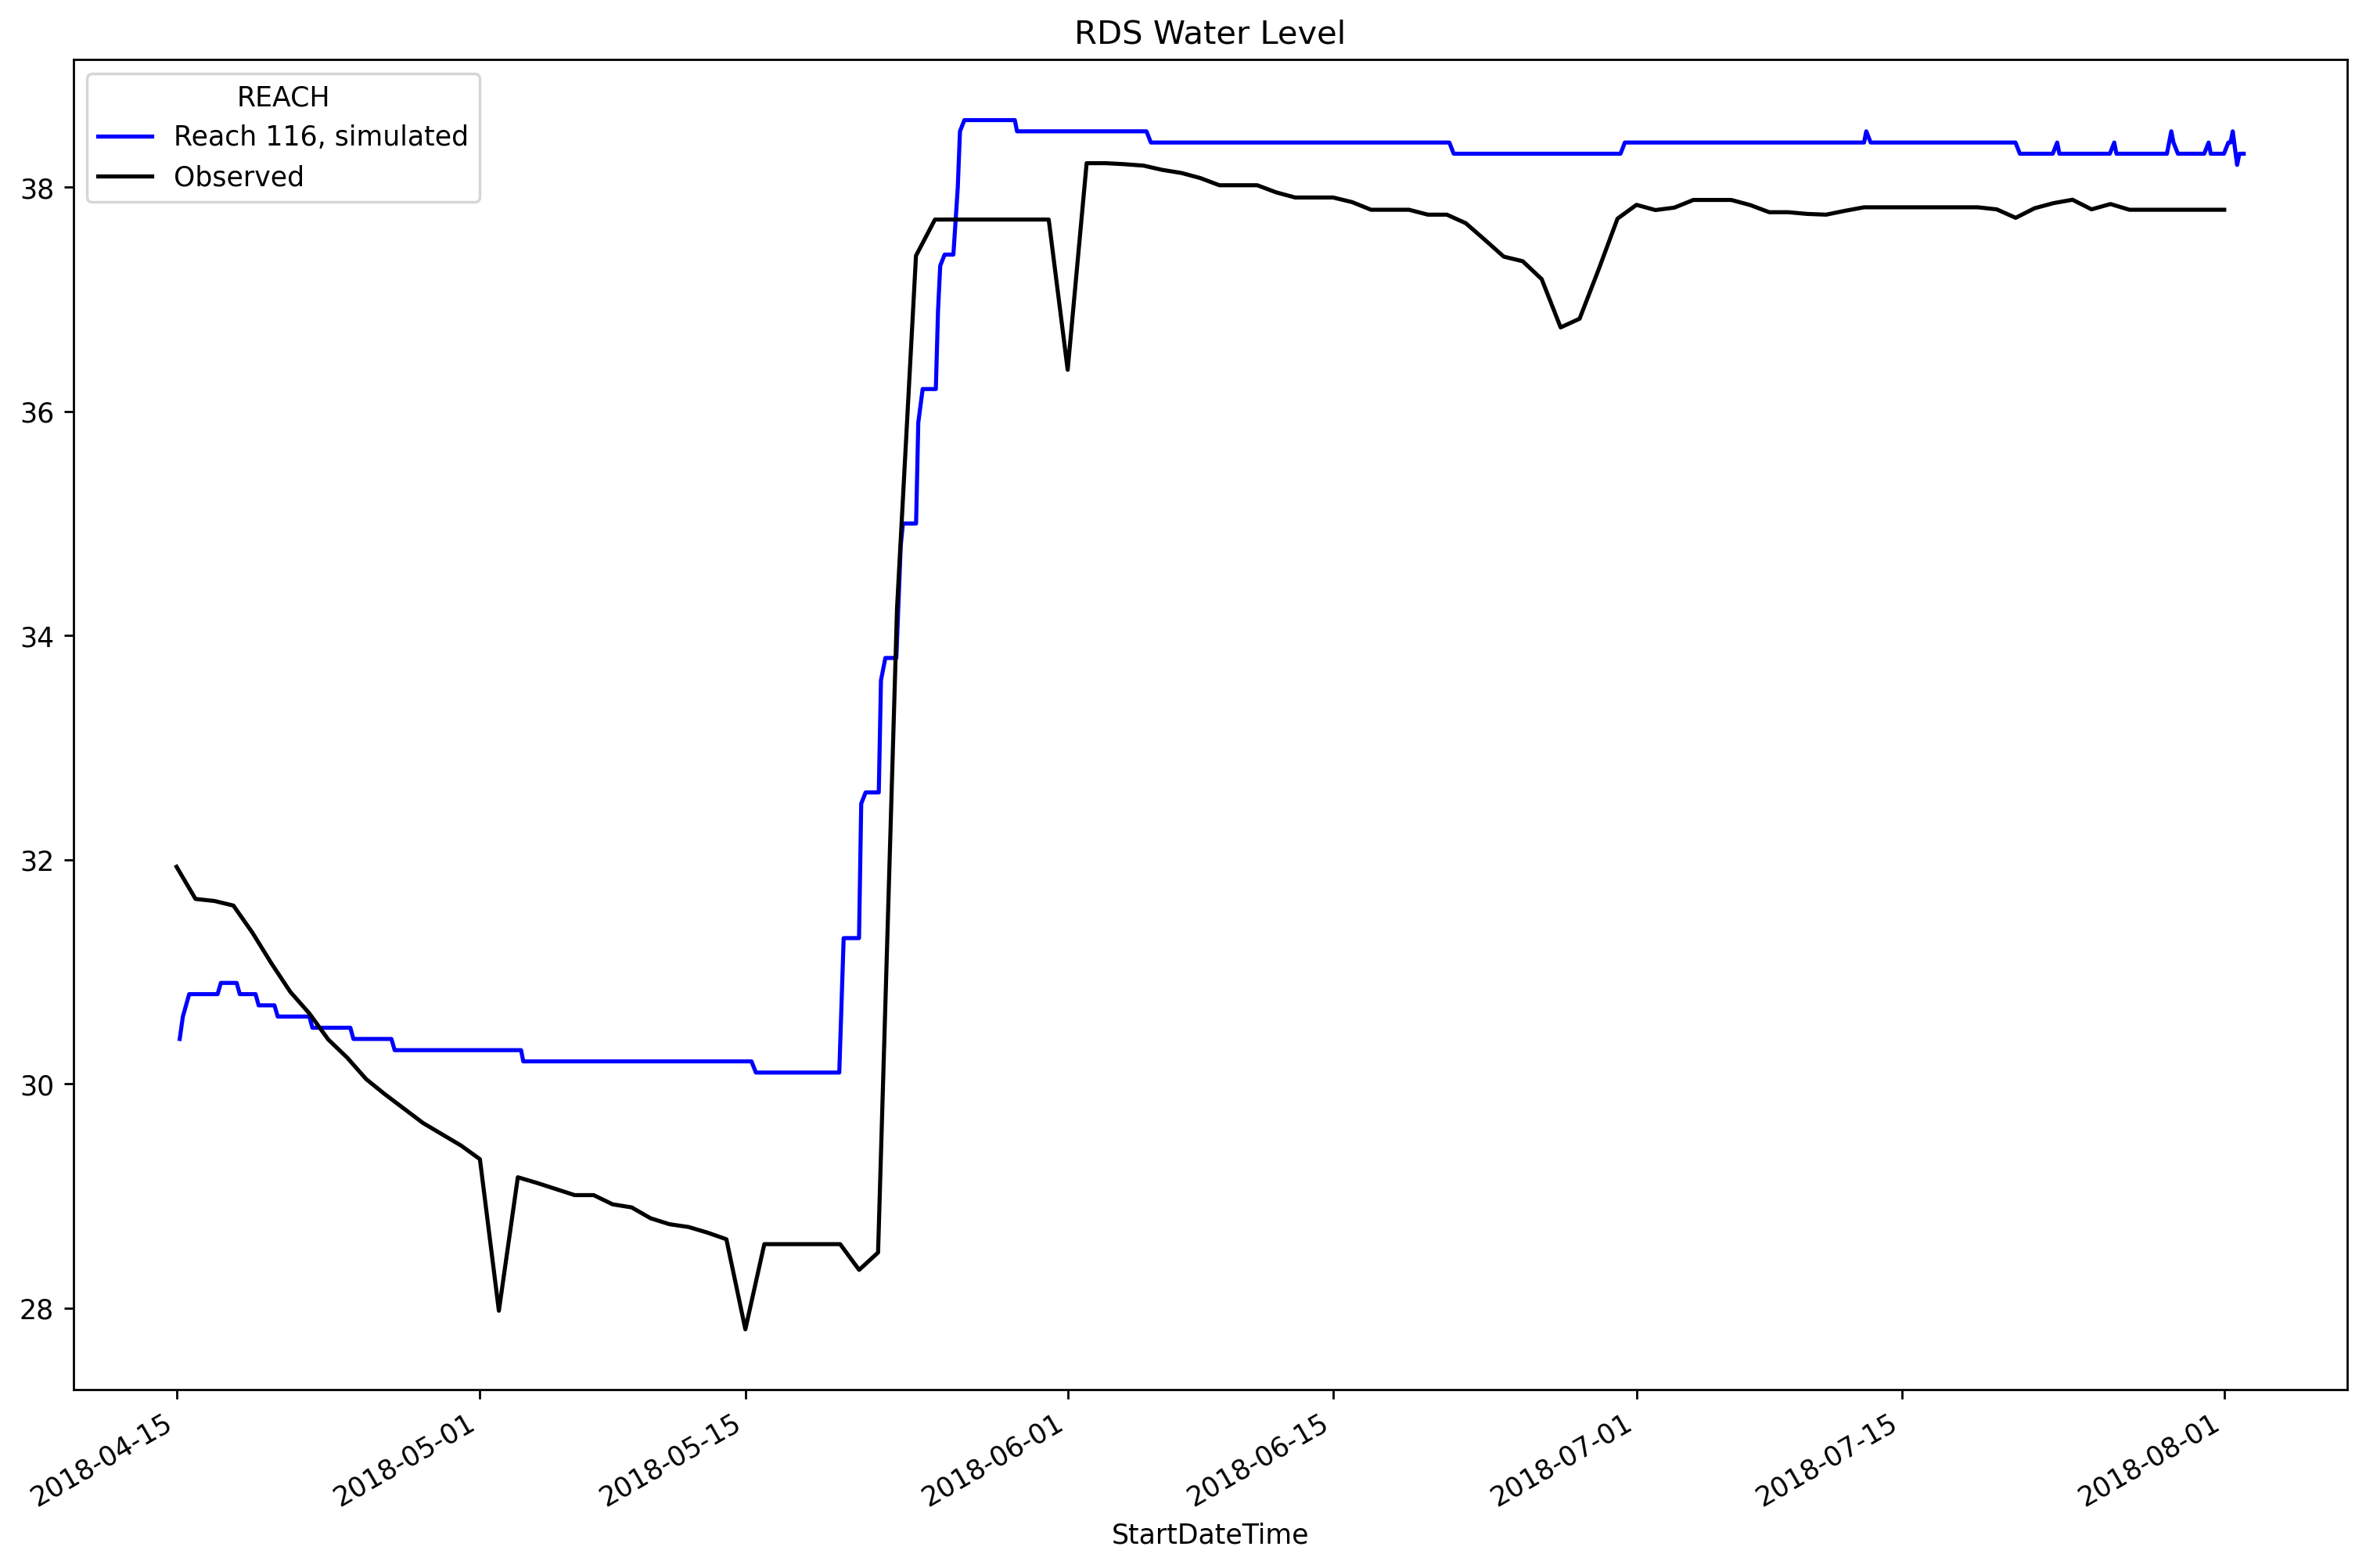 RDS Water Level
REACH
Reach 116, simulated
Observed
38
36
34
32
30
28
2018-04-15
2018-05-01
2018-05-15
2018-06-01
2018-06-15
2018-07-01
2018-07-15
2018-08-01
StartDateTime